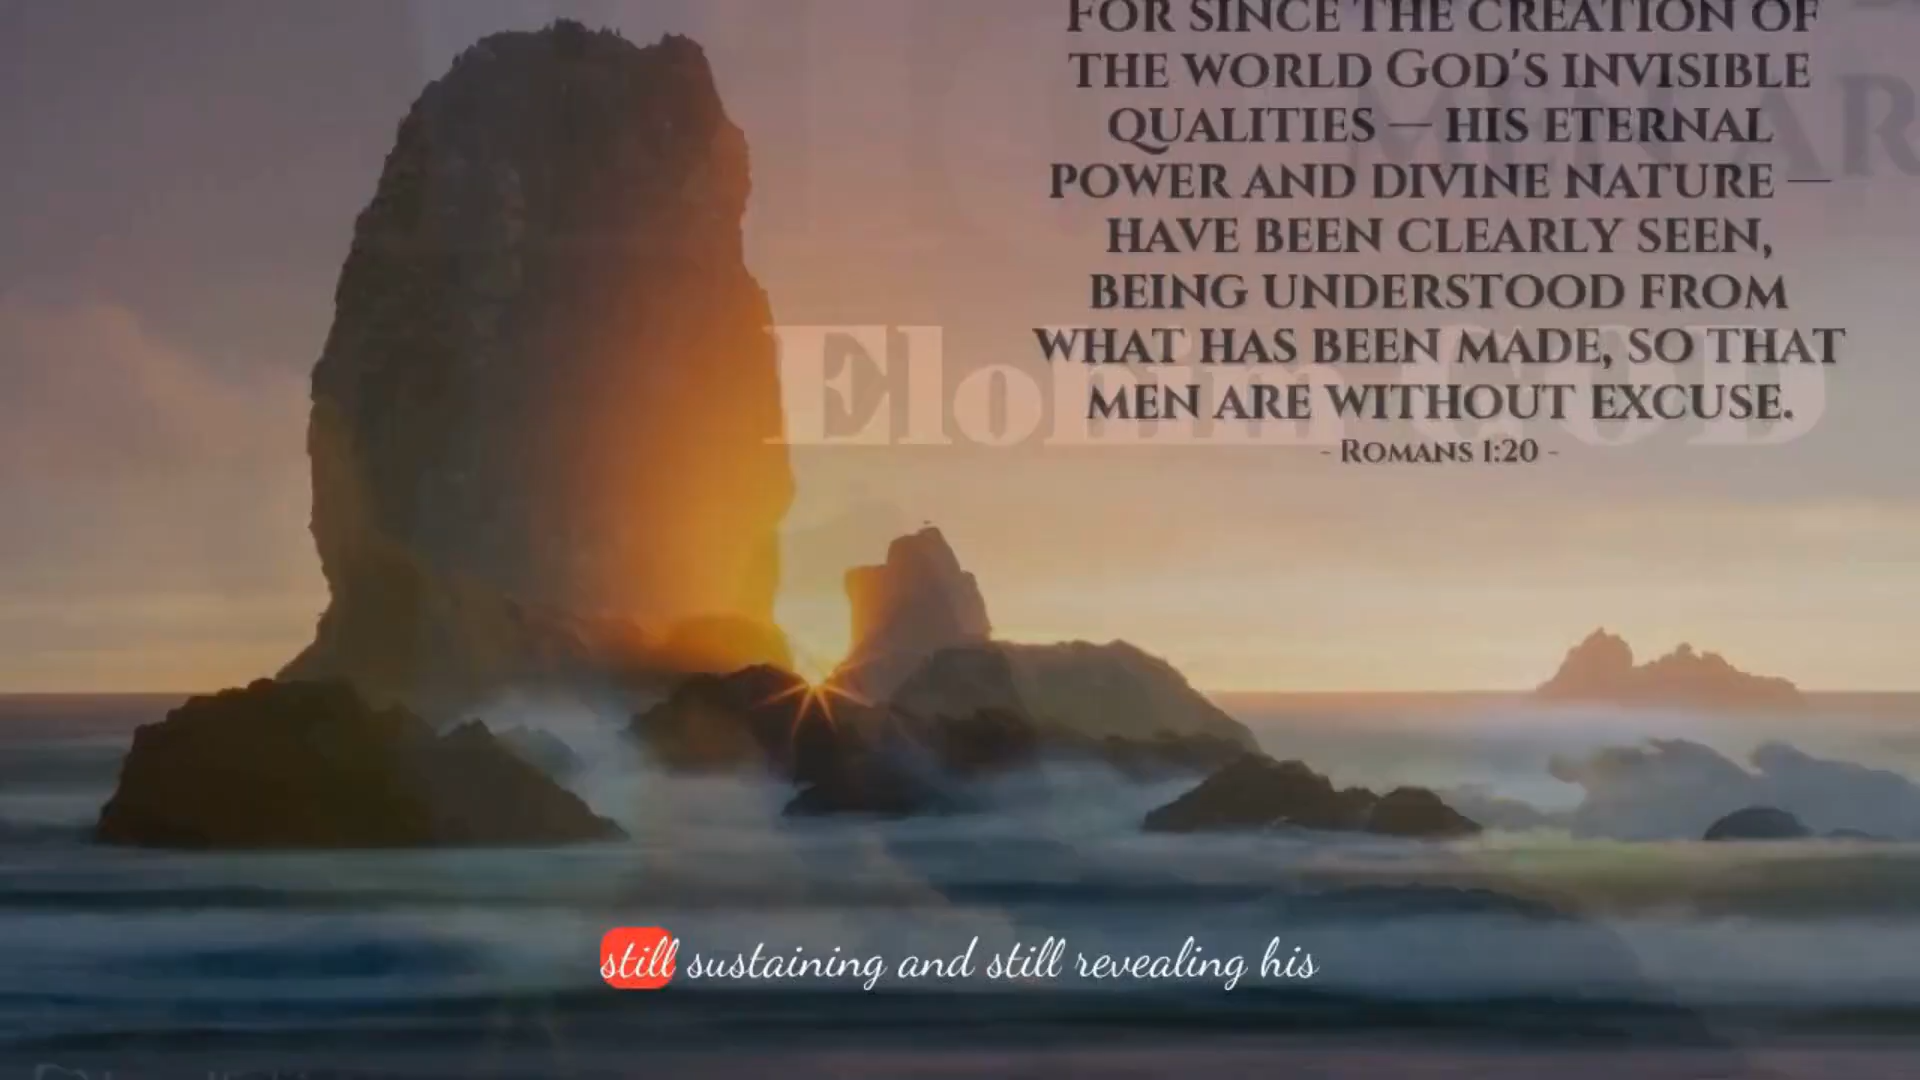 FOR SINCE THE CREATION OF
THE WORLD GOD'S INVISIBLE
QUALITIES — HIS ETERNAL
POWER AND DIVINE NATURE —
HAVE BEEN CLEARLY SEEN,
BEING UNDERSTOOD FROM
WHAT HAS BEEN MADE, SO THAT
MEN ARE WITHOUT EXCUSE.
- ROMANS 1:20 -
Elohim GOD
still sustaining and still revealing his